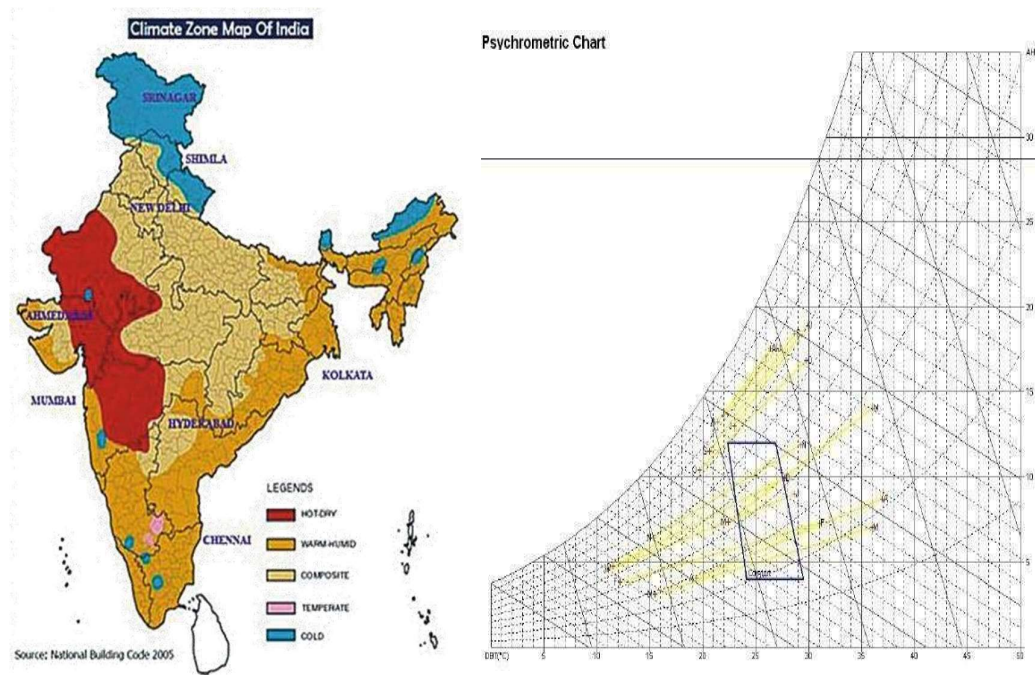 Climate Zone Map Of India
SRINAGAR
SHIMLA
NEW DELHI
KOLKATA
MUMBAI
HYDERABAD
CHENNAI
LEGENDS
HOT-DRY
WARM-HUMID
COMPOSITE
TEMPERATE
COLD
Source: National Building Code 2005
Psychrometric Chart
AH
30
25
20
15
10
5
Comfort
DBT(°C)
5
10
15
20
25
30
35
40
45
50